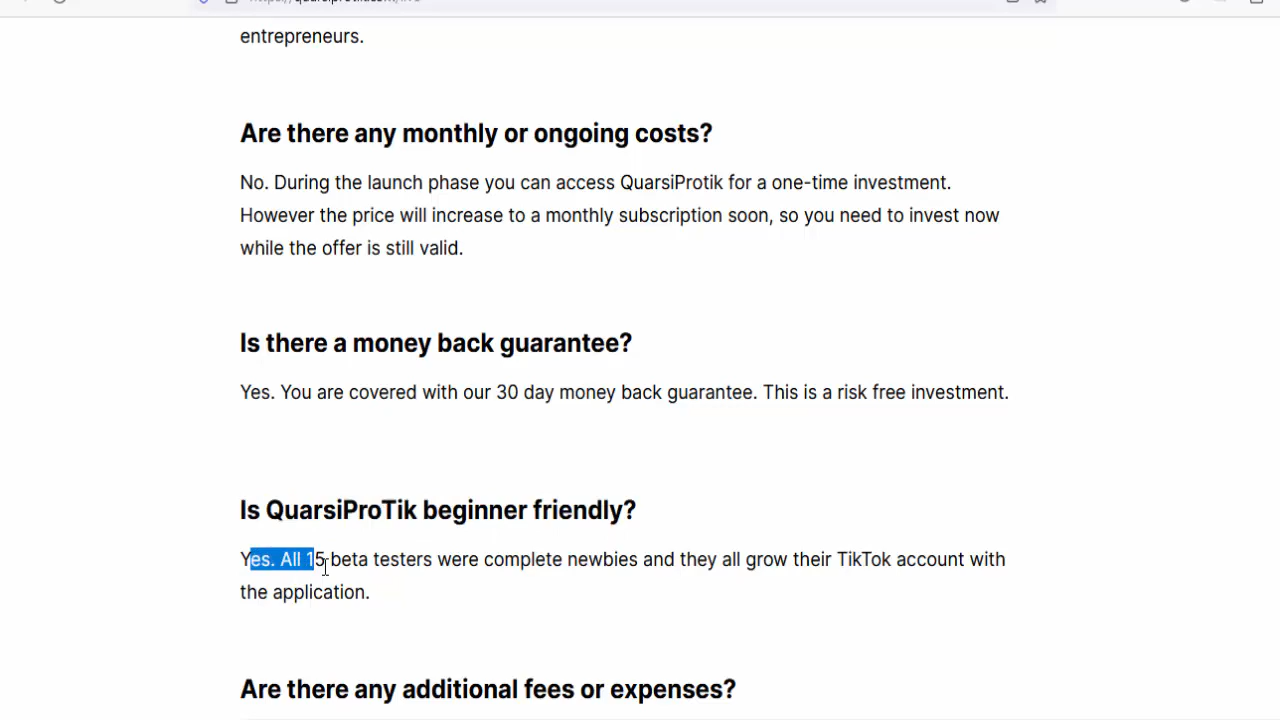 entrepreneurs.
Are there any monthly or ongoing costs?
No. During the launch phase you can access QuarsiProtik for a one-time investment.
However the price will increase to a monthly subscription soon, so you need to invest now
while the offer is still valid.
Is there a money back guarantee?
Yes. You are covered with our 30 day money back guarantee. This is a risk free investment.
Is QuarsiProTik beginner friendly?
Yes. All 15 beta testers were complete newbies and they all grow their TikTok account with
the application.
Are there any additional fees or expenses?